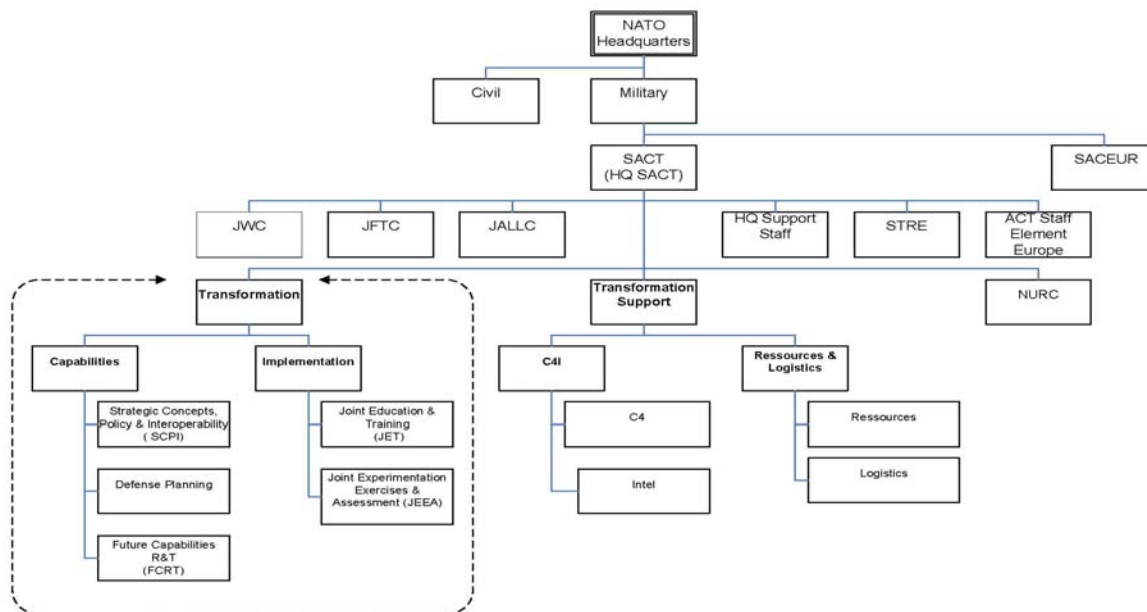 NATO
Headquarters
Civil
Military
SACT
(HQ SACT)
SACEUR
JWC
JFTC
JALLC
HQ Support
Staff
STRE
ACT Staff
Element
Europe
Transformation
Transformation
Support
NURC
Capabilities
Implementation
C4I
Ressources &
Logistics
Strategic Concepts,
Policy & Interoperability
( SCPI)
Joint Education &
Training
(JET)
C4
Ressources
Defense Planning
Joint Experimentation
Exercises &
Assessment (JEEA)
Intel
Logistics
Future Capabilities
R&T
(FCRT)